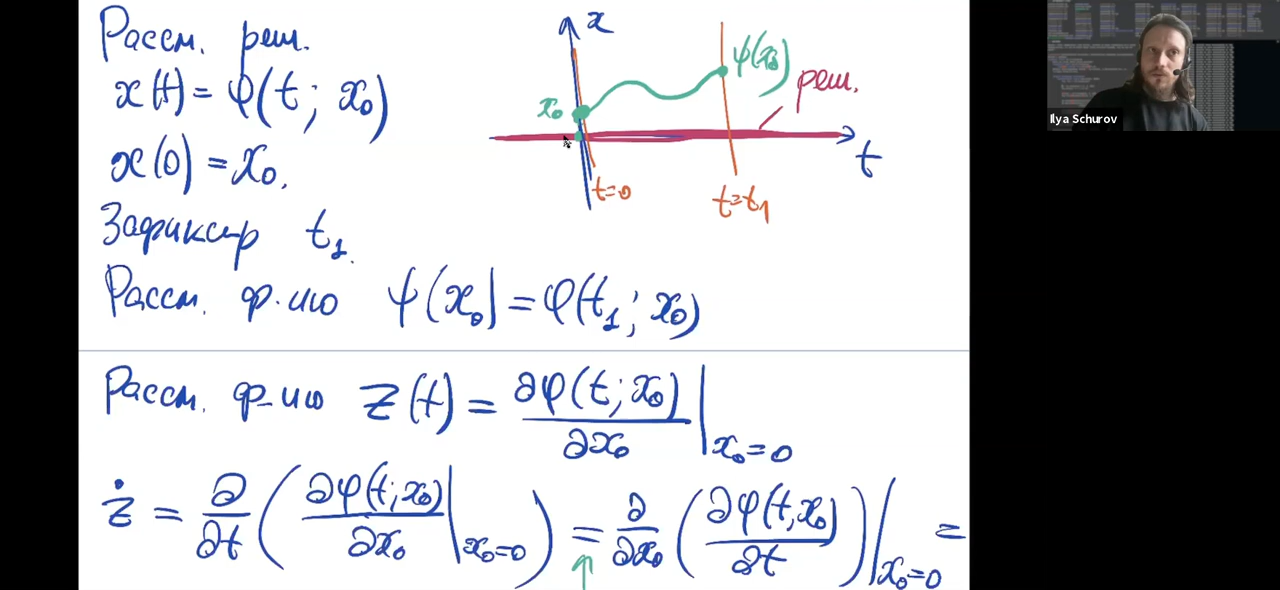 Рассм. реш.
x(t) = φ(t; x₀)
x(0) = x₀.
Зафиксир t₁.
Рассм. ф-ию ψ(x₀) = φ(t₁; x₀)
x
x₀
ψ(x₀)
реш.
t
t=0
t=t₁
Ilya Schurov
Рассм. ф-ию z(t) = ∂φ(t; x₀)/∂x₀ |x₀=0
ż = ∂/∂t (∂φ(t; x₀)/∂x₀ |x₀=0) = ∂/∂x₀ (∂φ(t, x₀)/∂t) |x₀=0 =